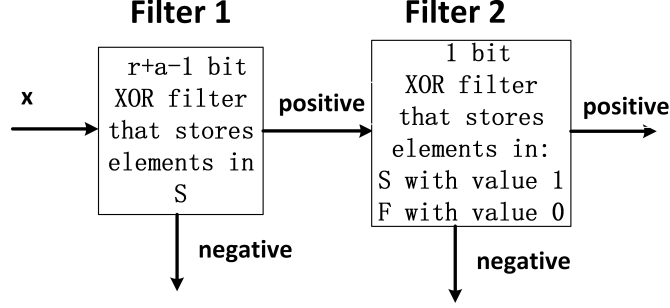 Filter 1
Filter 2
x
r+a-1 bit
XOR filter
that stores
elements in
S
positive
negative
1 bit
XOR filter
that stores
elements in:
S with value 1
F with value 0
positive
negative